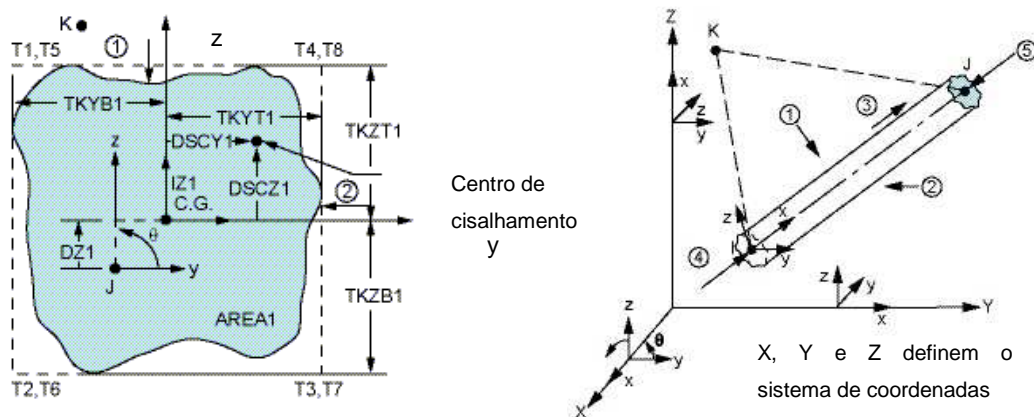 K
①
Z
T1,T5
T4,T8
TKYB1
TKYT1
TKZT1
DSCY1
z
IZ1
DSCZ1
②
C.G.
DZ1
θ
y
J
TKZB1
AREA1
T2,T6
T3,T7
Centro de
cisalhamento
y
Z
K
J
⑤
x
z
y
③
①
②
z
x
y
④
z
y
x
Y
z
θ
y
x
X
X, Y e Z definem o
sistema de coordenadas